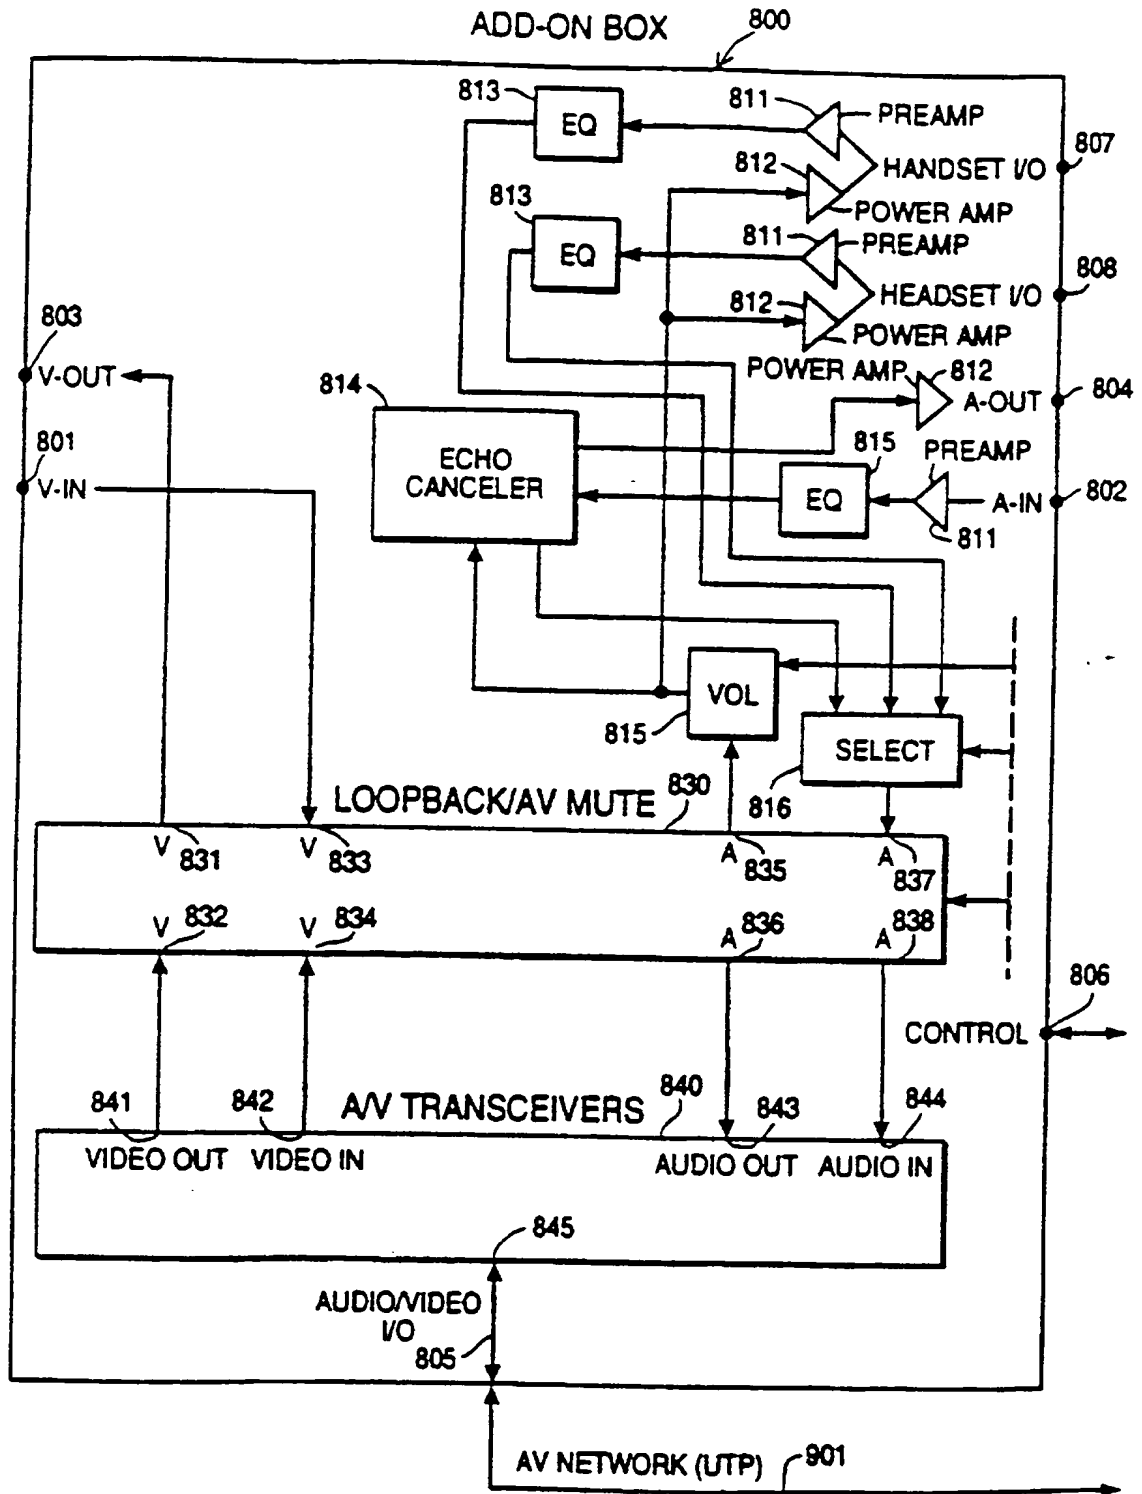 ADD-ON BOX
800
813
EQ
811
PREAMP
807
HANDSET I/O
812
POWER AMP
813
EQ
811
PREAMP
808
HEADSET I/O
812
POWER AMP
803
V-OUT
POWER AMP
812
A-OUT
804
814
ECHO
CANCELER
801
V-IN
815
EQ
PREAMP
A-IN
802
811
VOL
815
SELECT
816
LOOPBACK/AV MUTE
830
V
831
V
833
A
835
A
837
V
832
V
834
A
836
A
838
806
CONTROL
841
842
A/V TRANSCEIVERS
840
843
844
VIDEO OUT
VIDEO IN
AUDIO OUT
AUDIO IN
845
AUDIO/VIDEO
I/O
805
AV NETWORK (UTP)
901